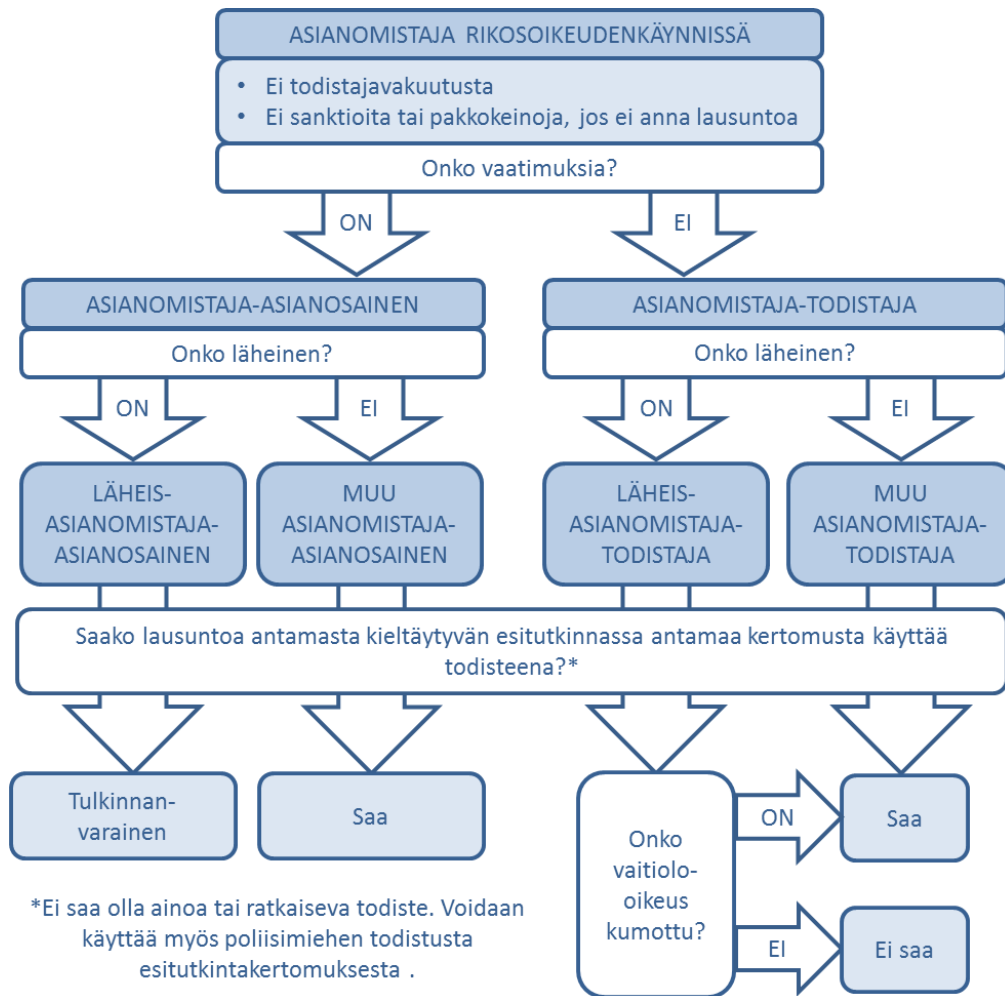 ASIANOMISTAJA RIKOSOIKEUDENKÄYNNISSÄ
• Ei todistajavakuutusta
• Ei sanktioita tai pakkokeinoja, jos ei anna lausuntoa
Onko vaatimuksia?
ON
EI
ASIANOMISTAJA-ASIANOSAINEN
ASIANOMISTAJA-TODISTAJA
Onko läheinen?
Onko läheinen?
ON
EI
ON
EI
LÄHEIS-
ASIANOMISTAJA-
ASIANOSAINEN
MUU
ASIANOMISTAJA-
ASIANOSAINEN
LÄHEIS-
ASIANOMISTAJA-
TODISTAJA
MUU
ASIANOMISTAJA-
TODISTAJA
Saako lausuntoa antamasta kieltäytyvän esitutkinnassa antamaa kertomusta käyttää
todisteena?*
Tulkinnan-
varainen
Saa
Onko
vaitiolo-
oikeus
kumottu?
ON
Saa
EI
Ei saa
*Ei saa olla ainoa tai ratkaiseva todiste. Voidaan
käyttää myös poliisimiehen todistusta
esitutkintakertomuksesta .